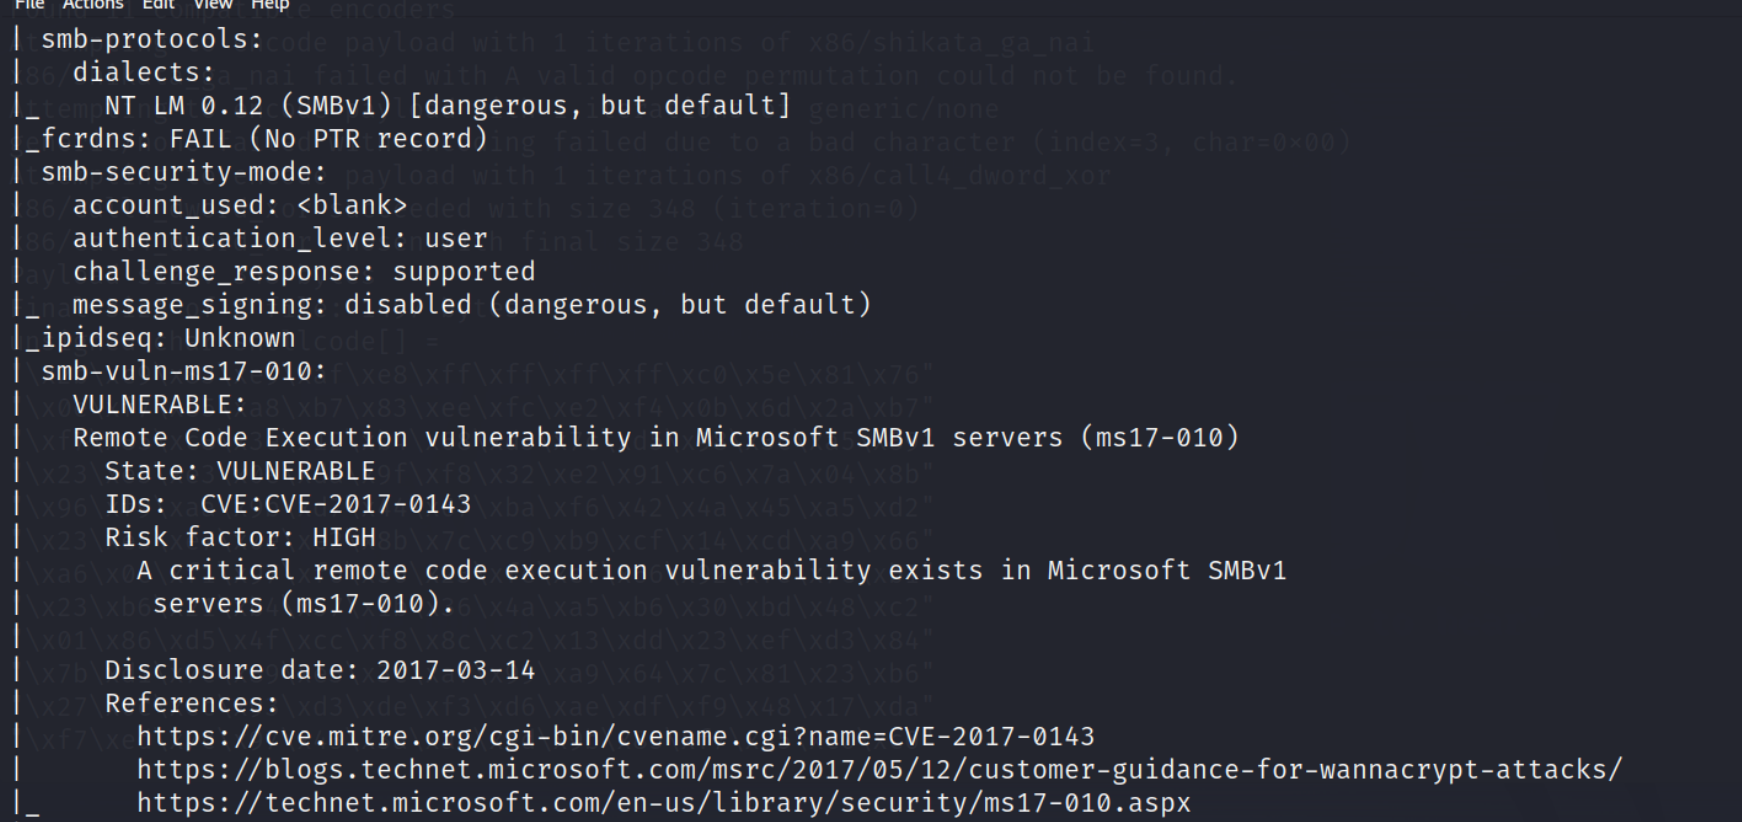 File Actions Edit View Help
| smb-protocols:
|   dialects:
|_    NT LM 0.12 (SMBv1) [dangerous, but default]
|_fcrdns: FAIL (No PTR record)
| smb-security-mode:
|   account_used: <blank>
|   authentication_level: user
|   challenge_response: supported
|_  message_signing: disabled (dangerous, but default)
|_ipidseq: Unknown
| smb-vuln-ms17-010:
|   VULNERABLE:
|   Remote Code Execution vulnerability in Microsoft SMBv1 servers (ms17-010)
|     State: VULNERABLE
|     IDs:  CVE:CVE-2017-0143
|     Risk factor: HIGH
|       A critical remote code execution vulnerability exists in Microsoft SMBv1
|        servers (ms17-010).
|
|     Disclosure date: 2017-03-14
|     References:
|       https://cve.mitre.org/cgi-bin/cvename.cgi?name=CVE-2017-0143
|       https://blogs.technet.microsoft.com/msrc/2017/05/12/customer-guidance-for-wannacrypt-attacks/
|_      https://technet.microsoft.com/en-us/library/security/ms17-010.aspx